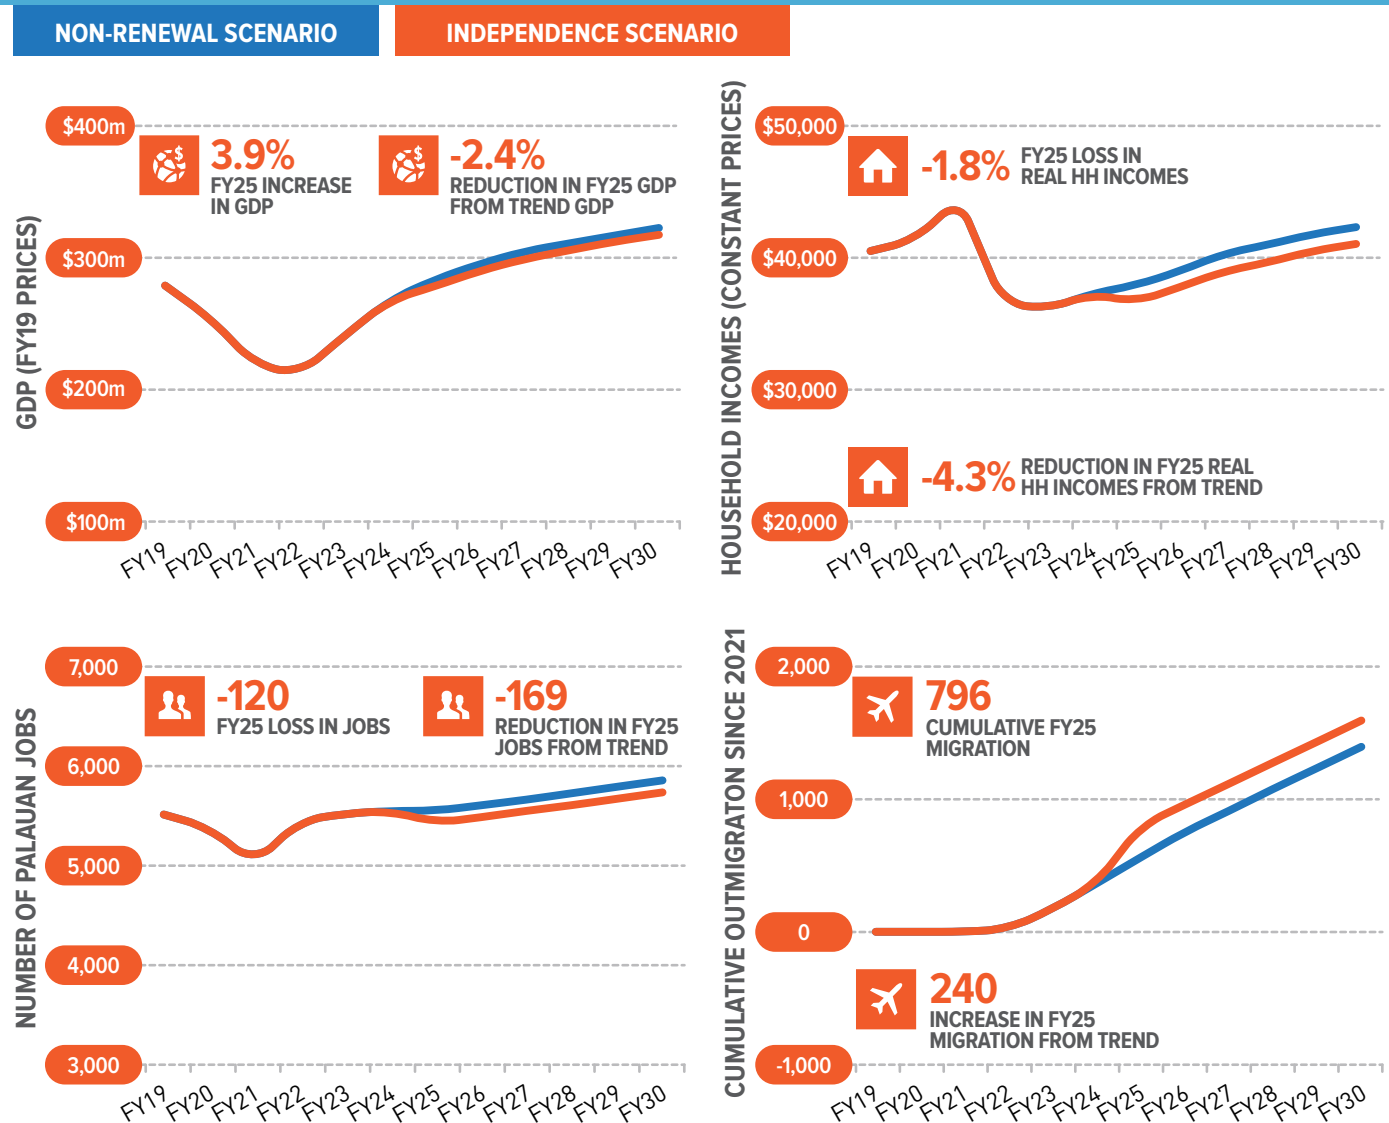 NON-RENEWAL SCENARIO
INDEPENDENCE SCENARIO
GDP (FY19 PRICES)
$400m
$300m
$200m
$100m
3.9%
FY25 INCREASE
IN GDP
-2.4%
REDUCTION IN FY25 GDP
FROM TREND GDP
FY19 FY20 FY21 FY22 FY23 FY24 FY25 FY26 FY27 FY28 FY29 FY30
HOUSEHOLD INCOMES (CONSTANT PRICES)
$50,000
$40,000
$30,000
$20,000
-1.8%
FY25 LOSS IN
REAL HH INCOMES
-4.3%
REDUCTION IN FY25 REAL
HH INCOMES FROM TREND
FY19 FY20 FY21 FY22 FY23 FY24 FY25 FY26 FY27 FY28 FY29 FY30
NUMBER OF PALAUAN JOBS
7,000
6,000
5,000
4,000
3,000
-120
FY25 LOSS IN JOBS
-169
REDUCTION IN FY25
JOBS FROM TREND
FY19 FY20 FY21 FY22 FY23 FY24 FY25 FY26 FY27 FY28 FY29 FY30
CUMULATIVE OUTMIGRATON SINCE 2021
2,000
1,000
0
-1,000
796
CUMULATIVE FY25
MIGRATION
240
INCREASE IN FY25
MIGRATION FROM TREND
FY19 FY20 FY21 FY22 FY23 FY24 FY25 FY26 FY27 FY28 FY29 FY30